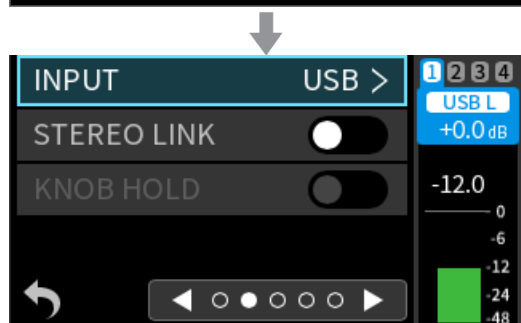 INPUT USB >
STEREO LINK
KNOB HOLD
1 2 3 4
USB L
+0.0 dB
-12.0
0
-6
-12
-24
-48